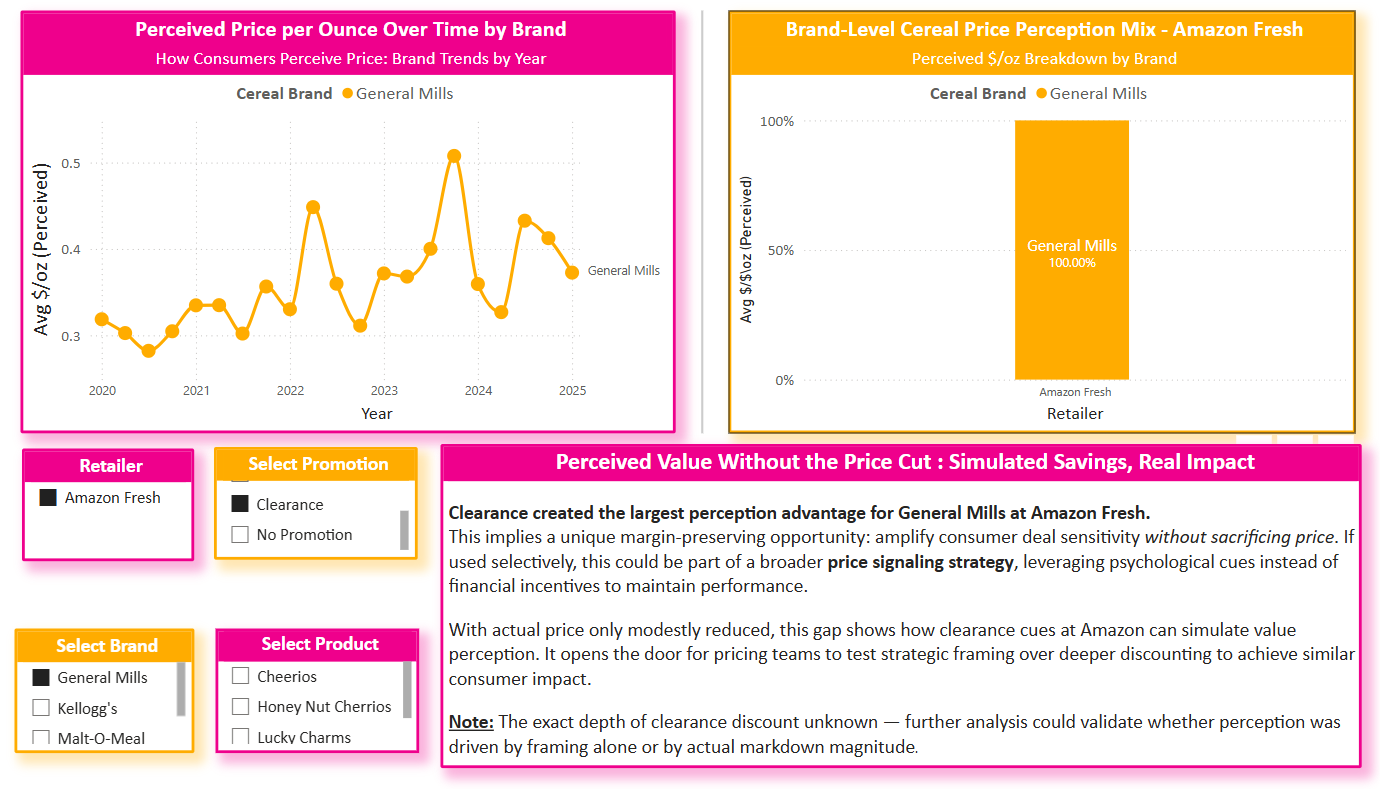 Perceived Price per Ounce Over Time by Brand
How Consumers Perceive Price: Brand Trends by Year
Cereal Brand General Mills
Avg $/oz (Perceived)
0.5
0.4
0.3
General Mills
2020 2021 2022 2023 2024 2025
Year
Brand-Level Cereal Price Perception Mix - Amazon Fresh
Perceived $/oz Breakdown by Brand
Cereal Brand General Mills
Avg $/$\oz (Perceived)
100%
50%
0%
General Mills
100.00%
Amazon Fresh
Retailer
Retailer
Amazon Fresh
Select Promotion
Clearance
No Promotion
Select Brand
General Mills
Kellogg's
Malt-O-Meal
Select Product
Cheerios
Honey Nut Cherrios
Lucky Charms
Perceived Value Without the Price Cut : Simulated Savings, Real Impact
Clearance created the largest perception advantage for General Mills at Amazon Fresh.
This implies a unique margin-preserving opportunity: amplify consumer deal sensitivity without sacrificing price. If
used selectively, this could be part of a broader price signaling strategy, leveraging psychological cues instead of
financial incentives to maintain performance.
With actual price only modestly reduced, this gap shows how clearance cues at Amazon can simulate value
perception. It opens the door for pricing teams to test strategic framing over deeper discounting to achieve similar
consumer impact.
Note: The exact depth of clearance discount unknown — further analysis could validate whether perception was
driven by framing alone or by actual markdown magnitude.